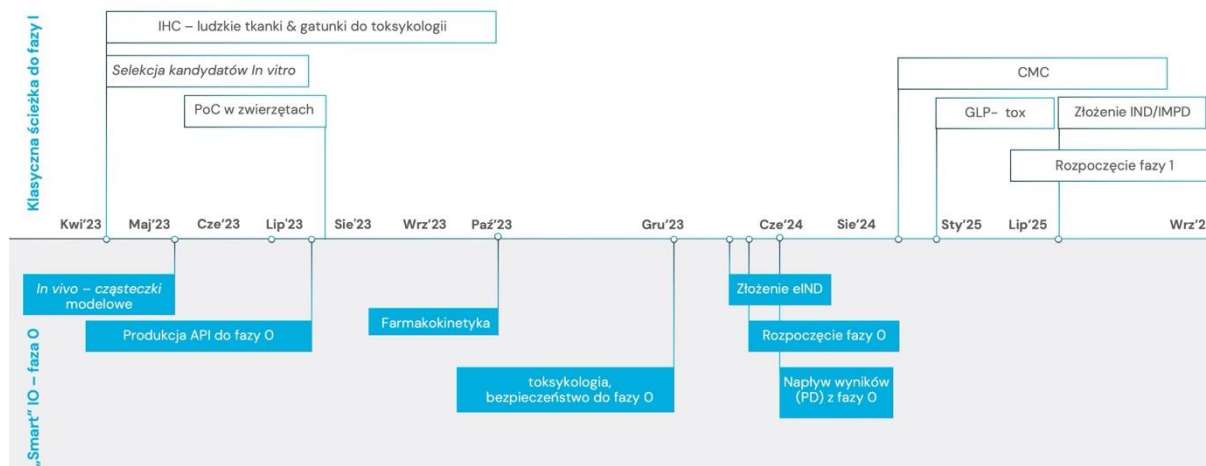 Klasyczna ścieżka do fazy I
IHC – ludzkie tkanki & gatunki do toksykologii
Selekcja kandydatów In vitro
PoC w zwierzętach
CMC
GLP- tox
Złożenie IND/IMPD
Rozpoczęcie fazy 1
Kwi'23
Maj'23
Cze'23
Lip'23
Sie'23
Wrz'23
Paź'23
Gru'23
Cze'24
Sie'24
Sty'25
Lip'25
Wrz'2
„Smart” IO – faza 0
In vivo – cząsteczki
modelowe
Produkcja API do fazy 0
Farmakokinetyka
toksykologia,
bezpieczeństwo do fazy 0
Złożenie eIND
Rozpoczęcie fazy 0
Napływ wyników
(PD) z fazy 0